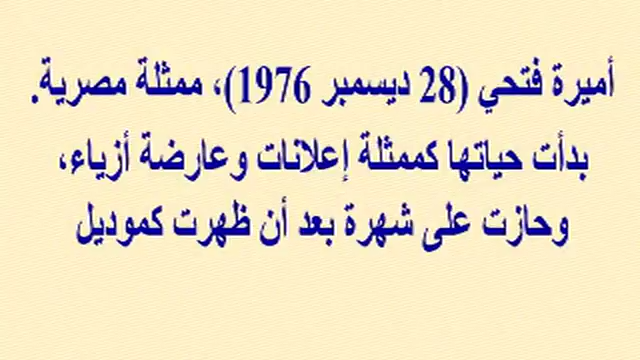 أميرة فتحي (28 ديسمبر 1976)، ممثلة مصرية.
بدأت حياتها كممثلة إعلانات وعارضة أزياء،
وحازت على شهرة بعد أن ظهرت كموديل